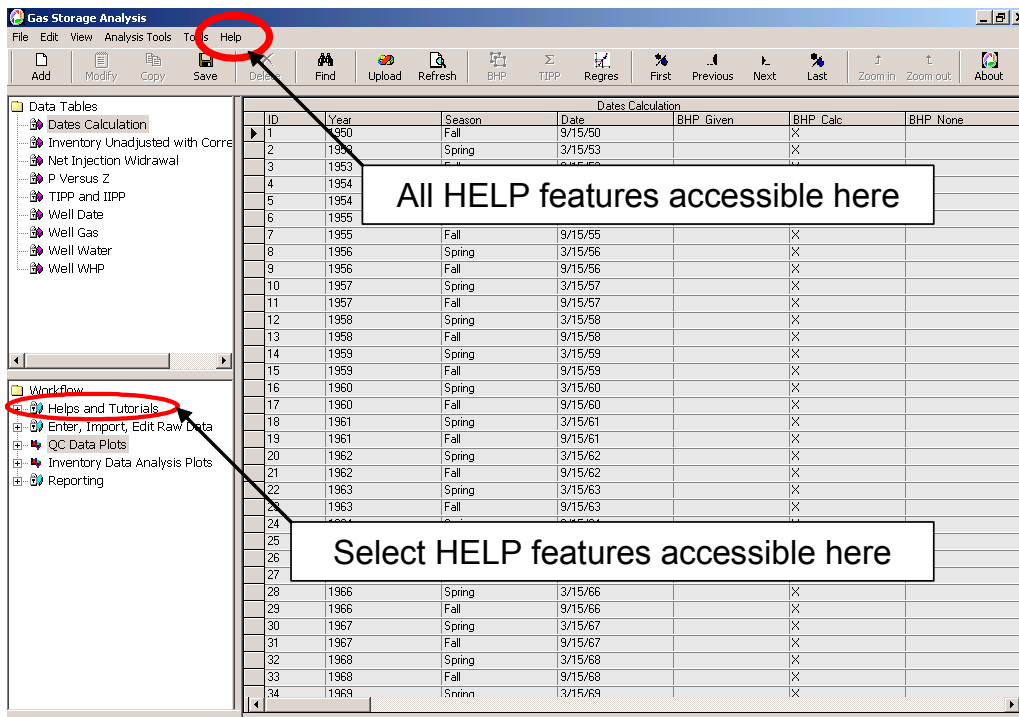 Gas Storage Analysis
File Edit View Analysis Tools Tools Help
Add Modify Copy Save Delete Find Upload Refresh BHP TIPP Regres First Previous Next Last Zoom in Zoom out About
Data Tables
Dates Calculation
Inventory Unadjusted with Corre
Net Injection Widrawal
P Versus Z
TIPP and IIPP
Well Date
Well Gas
Well Water
Well WHP
Workflow
Helps and Tutorials
Enter, Import, Edit Raw Data
QC Data Plots
Inventory Data Analysis Plots
Reporting
Dates Calculation
ID Year Season Date BHP Given BHP Calc BHP None
1 1950 Fall 9/15/50 X
2 1953 Spring 3/15/53 X
3 1953
4 1954
All HELP features accessible here
5 1954
6 1955
7 1955 Fall 9/15/55 X
8 1956 Spring 3/15/56 X
9 1956 Fall 9/15/56 X
10 1957 Spring 3/15/57 X
11 1957 Fall 9/15/57 X
12 1958 Spring 3/15/58 X
13 1958 Fall 9/15/58 X
14 1959 Spring 3/15/59 X
15 1959 Fall 9/15/59 X
16 1960 Spring 3/15/60 X
17 1960 Fall 9/15/60 X
18 1961 Spring 3/15/61 X
19 1961 Fall 9/15/61 X
20 1962 Spring 3/15/62 X
21 1962 Fall 9/15/62 X
22 1963 Spring 3/15/63 X
23 1963 Fall 9/15/63 X
24
25
Select HELP features accessible here
26
27
28 1966 Spring 3/15/66 X
29 1966 Fall 9/15/66 X
30 1967 Spring 3/15/67 X
31 1967 Fall 9/15/67 X
32 1968 Spring 3/15/68 X
33 1968 Fall 9/15/68 X
34 1969 Spring 3/15/69 X